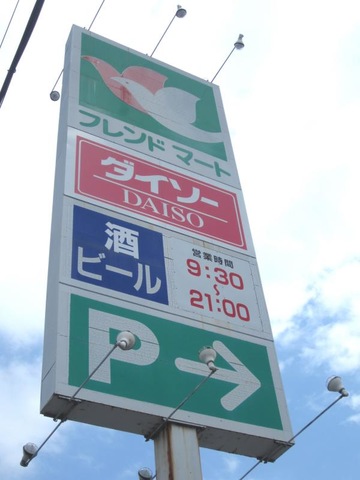 フレンドマート
ダイソー
DAISO
酒
ビール
営業時間
9:30
〜
21:00
P